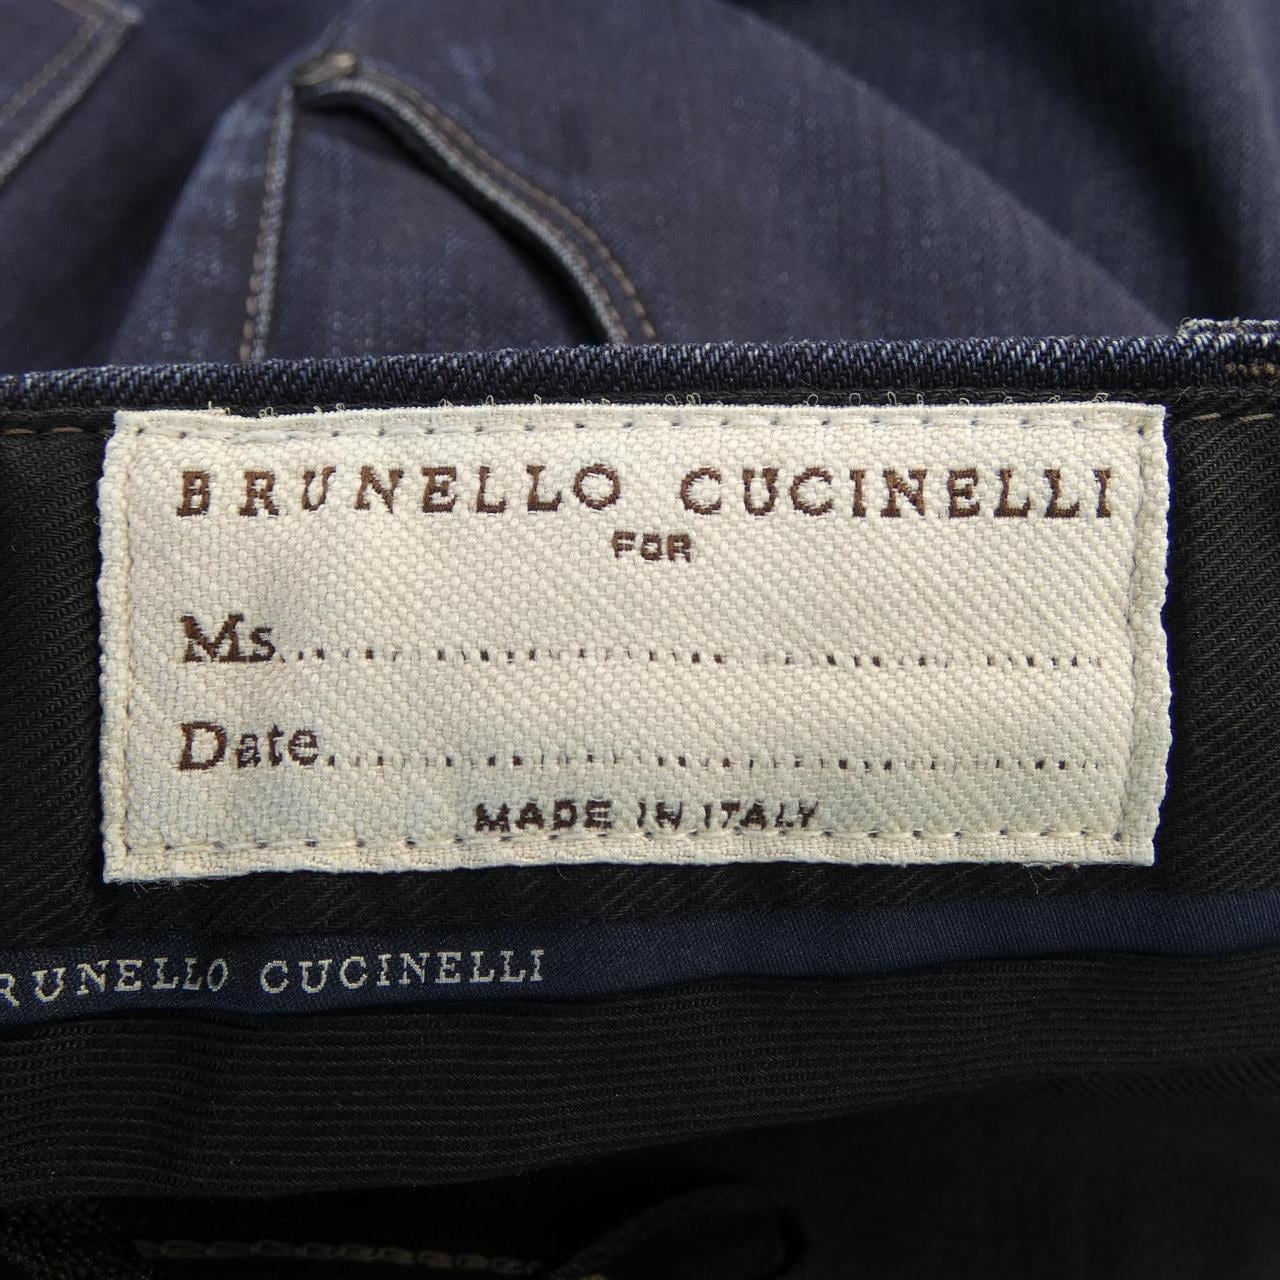 BRUNELLO CUCINELLI
FOR
Ms..............................
Date..............................
MADE IN ITALY
RUNELLO CUCINELLI